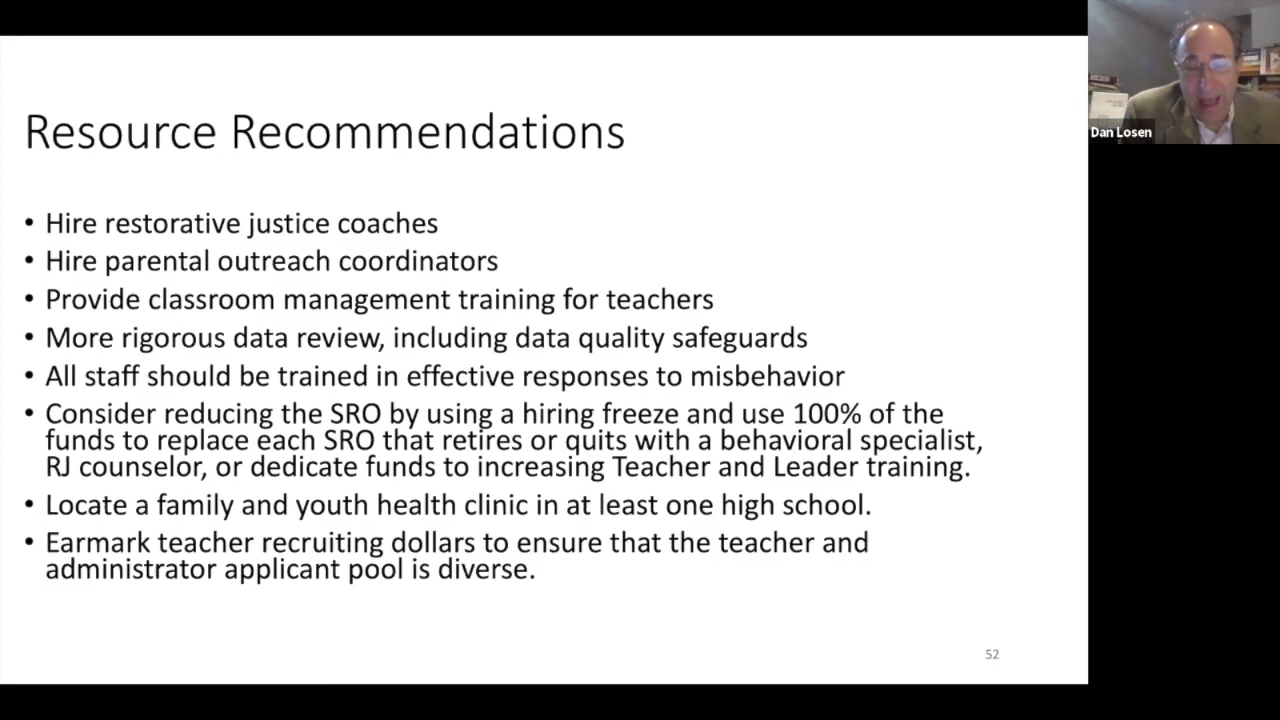 Resource Recommendations
• Hire restorative justice coaches
• Hire parental outreach coordinators
• Provide classroom management training for teachers
• More rigorous data review, including data quality safeguards
• All staff should be trained in effective responses to misbehavior
• Consider reducing the SRO by using a hiring freeze and use 100% of the
funds to replace each SRO that retires or quits with a behavioral specialist,
RJ counselor, or dedicate funds to increasing Teacher and Leader training.
• Locate a family and youth health clinic in at least one high school.
• Earmark teacher recruiting dollars to ensure that the teacher and
administrator applicant pool is diverse.
52
Dan Losen